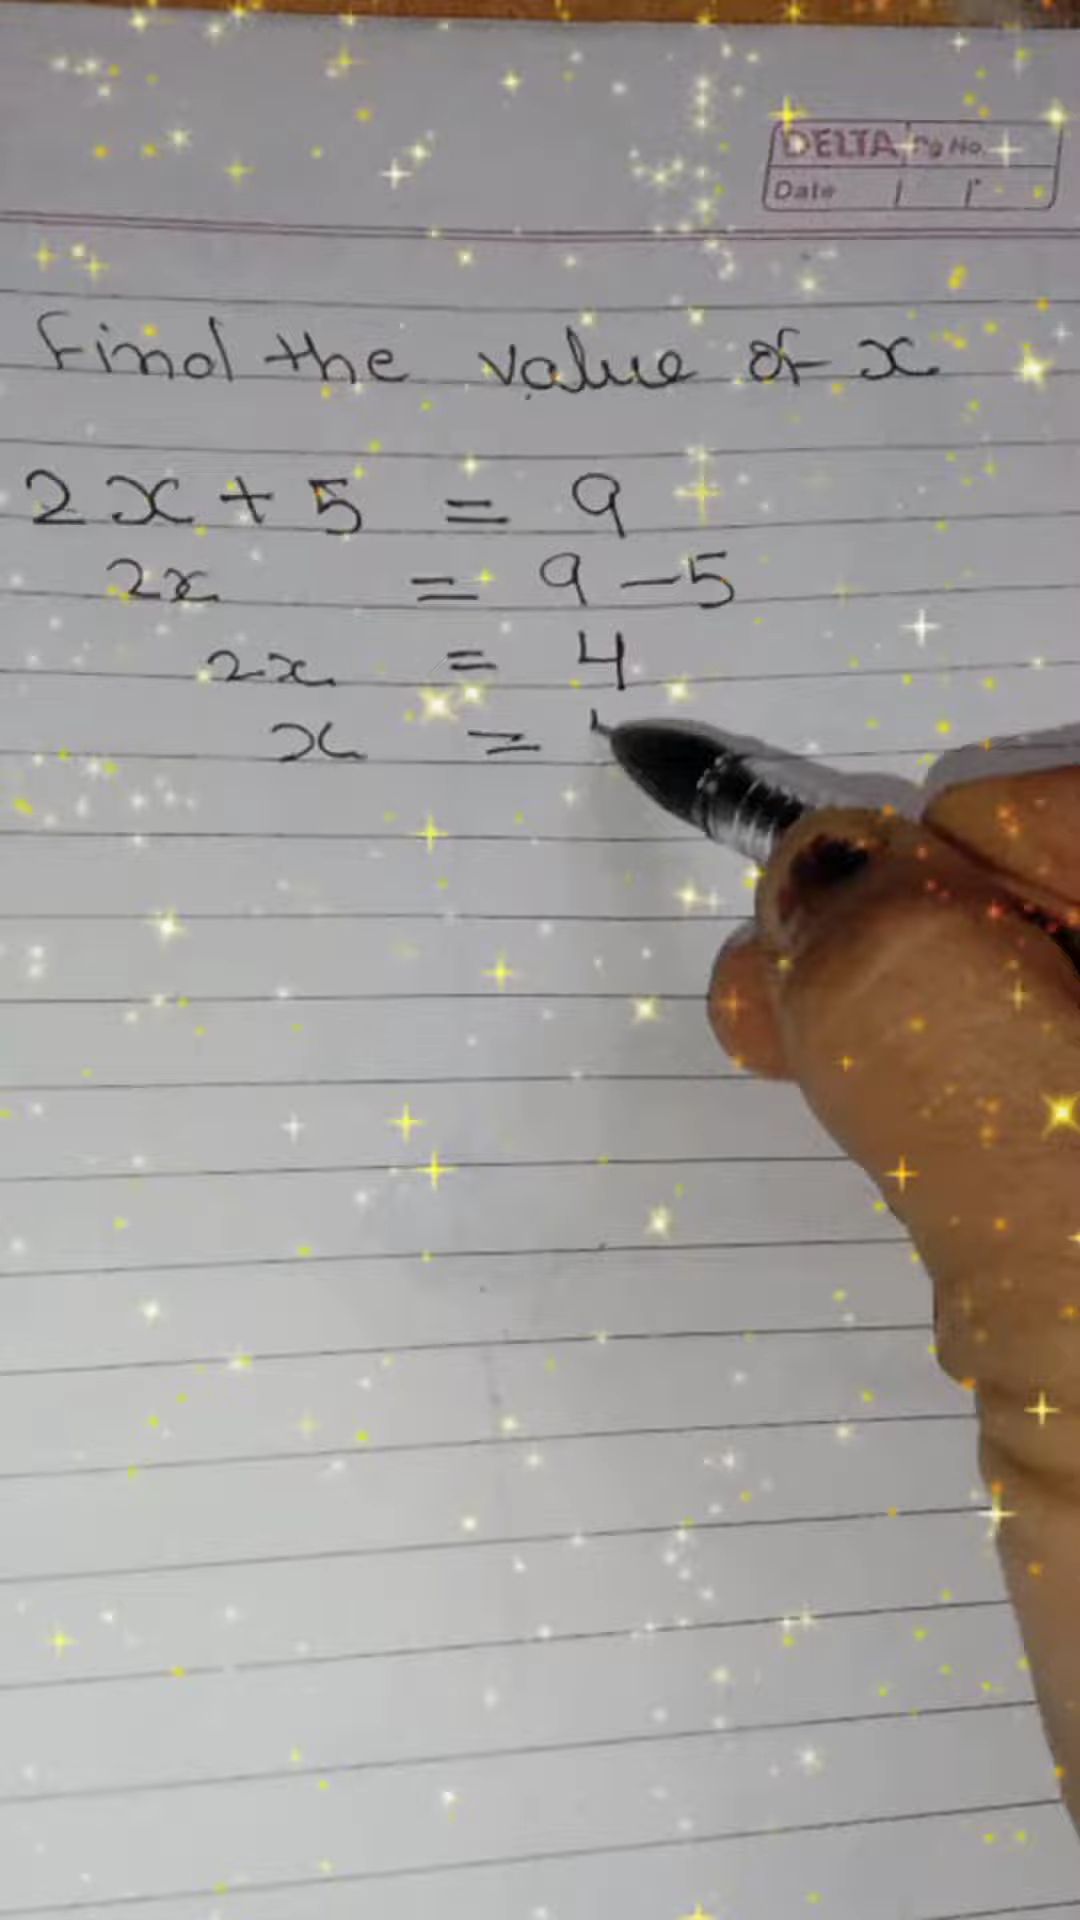 DELTA Pg No.
Date / /
Find the value of x
2x + 5 = 9
2x = 9 - 5
2x = 4
x =